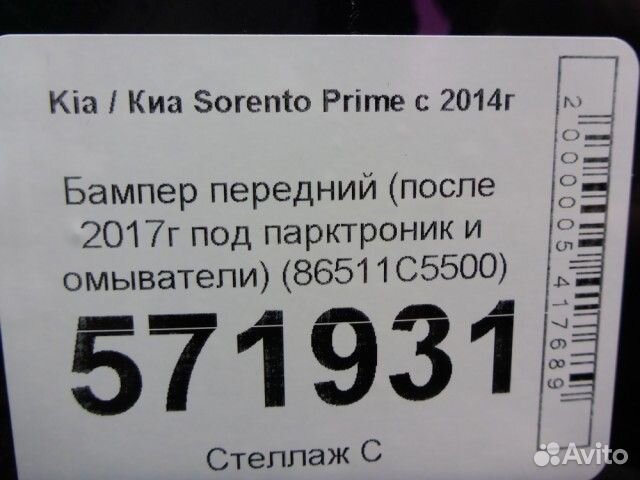 Kia / Киа Sorento Prime с 2014г
Бампер передний (после
2017г под парктроник и
омыватели) (86511C5500)
571931
Стеллаж С
2000005417689
Avito